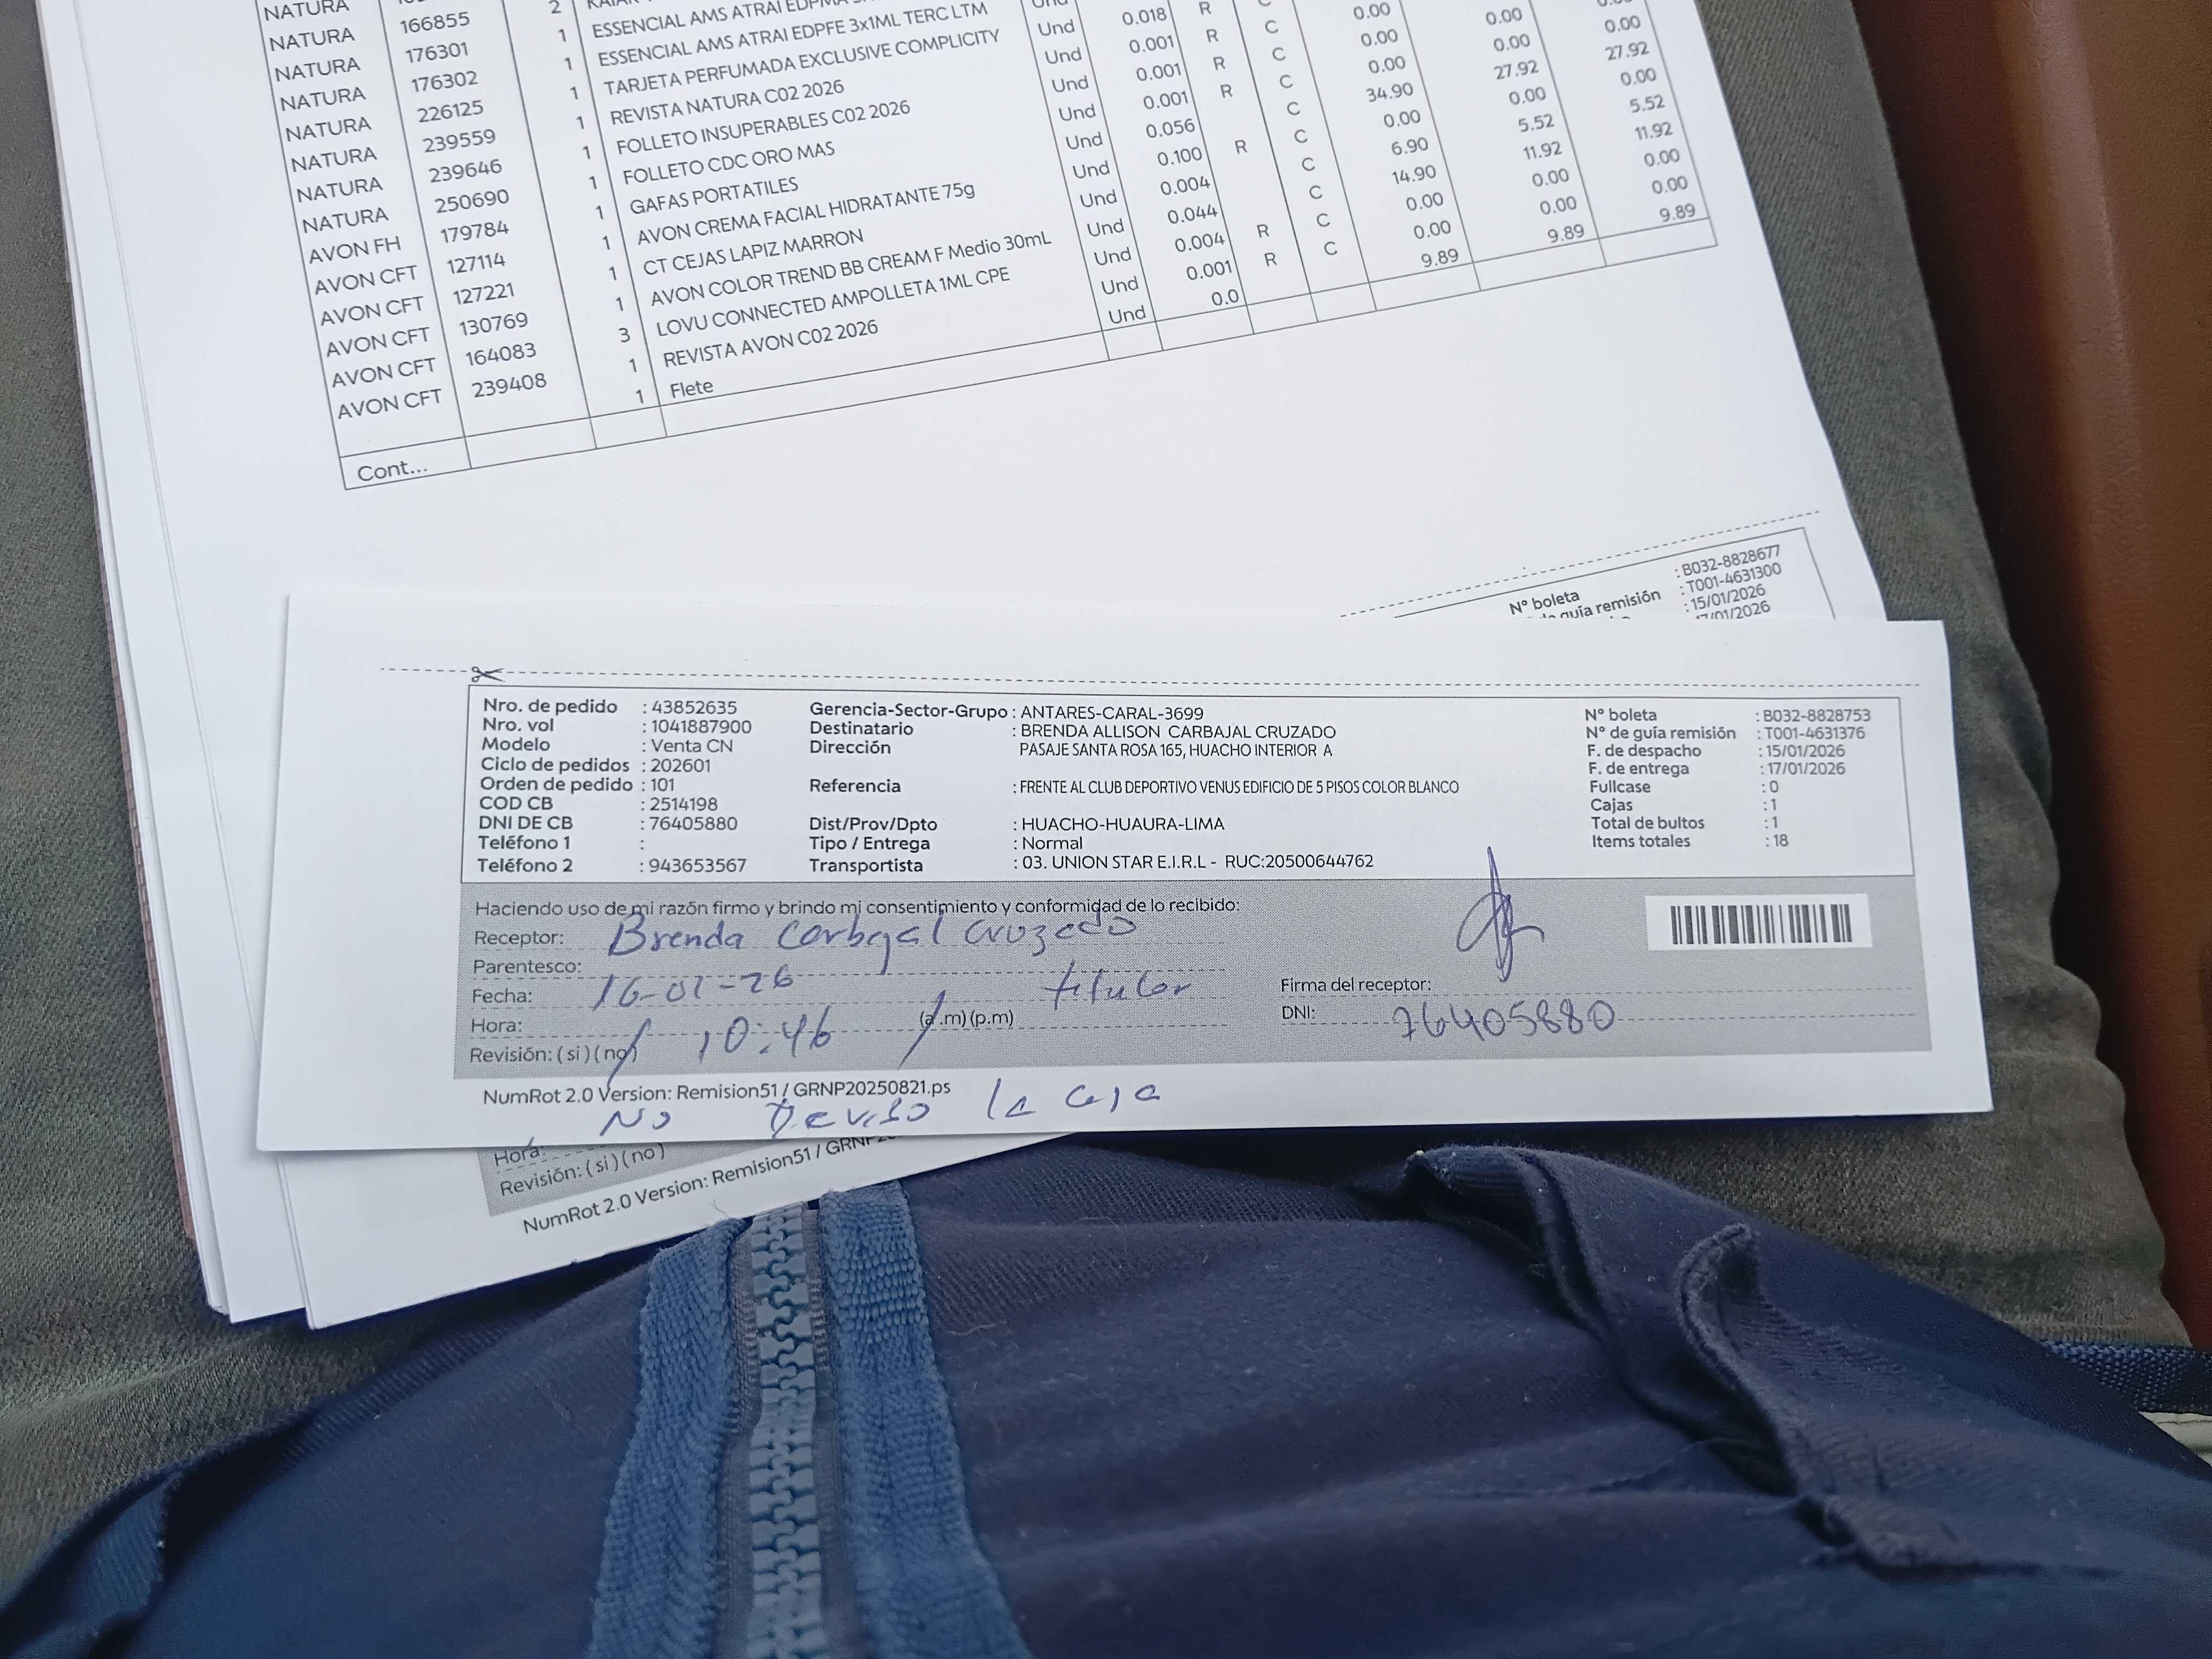 NATURA
NATURA 166855 2
NATURA 176301 1 ESSENCIAL AMS ATRAI
NATURA 176302 1 ESSENCIAL AMS ATRAI EDPFE 3x1ML TERC LTM Und 0.018 R C 0.00 0.00 0.00
NATURA 226125 1 TARJETA PERFUMADA EXCLUSIVE COMPLICITY Und 0.001 R C 0.00 0.00 0.00
NATURA 239559 1 REVISTA NATURA C02 2026 Und 0.001 R C 34.90 27.92 27.92
NATURA 239646 1 FOLLETO INSUPERABLES C02 2026 Und 0.001 R C 0.00 0.00 0.00
NATURA 250690 1 FOLLETO CDC ORO MAS Und 0.056 C 6.90 5.52 5.52
AVON FH 179784 1 GAFAS PORTATILES Und 0.100 R C 14.90 11.92 11.92
AVON CFT 127114 1 AVON CREMA FACIAL HIDRATANTE 75g Und 0.004 C 0.00 0.00 0.00
AVON CFT 127221 1 CT CEJAS LAPIZ MARRON Und 0.044 C 0.00 0.00 0.00
AVON CFT 130769 1 AVON COLOR TREND BB CREAM F Medio 30mL Und 0.004 R C 9.89 9.89 9.89
AVON CFT 164083 3 LOVU CONNECTED AMPOLLETA 1ML CPE Und 0.001 R
AVON CFT 239408 1 REVISTA AVON C02 2026 Und 0.0
1 Flete
Cont...
N° boleta : B032-8828677
guía remisión : T001-4631300
: 15/01/2026
17/01/2026
Nro. de pedido : 43852635 Gerencia-Sector-Grupo : ANTARES-CARAL-3699 N° boleta : B032-8828753
Nro. vol : 1041887900 Destinatario : BRENDA ALLISON CARBAJAL CRUZADO N° de guía remisión : T001-4631376
Modelo : Venta CN Dirección PASAJE SANTA ROSA 165, HUACHO INTERIOR A F. de despacho : 15/01/2026
Ciclo de pedidos : 202601 F. de entrega : 17/01/2026
Orden de pedido : 101 Referencia : FRENTE AL CLUB DEPORTIVO VENUS EDIFICIO DE 5 PISOS COLOR BLANCO Fullcase : 0
COD CB : 2514198 Cajas : 1
DNI DE CB : 76405880 Dist/Prov/Dpto : HUACHO-HUAURA-LIMA Total de bultos : 1
Teléfono 1 : Tipo / Entrega : Normal Items totales : 18
Teléfono 2 : 943653567 Transportista : 03. UNION STAR E.I.R.L - RUC:20500644762
Haciendo uso de mi razón firmo y brindo mi consentimiento y conformidad de lo recibido:
Receptor: Brenda Carbajal Cruzado
Parentesco: titular
Fecha: 16-01-26 Firma del receptor:
Hora: 10:46 (a.m) (p.m) DNI: 76405880
Revisión: ( si ) ( no )
NumRot 2.0 Version: Remision51 / GRNP20250821.ps
No Reviso la caja
Hora:
Revisión: ( si ) ( no )
NumRot 2.0 Version: Remision51 /